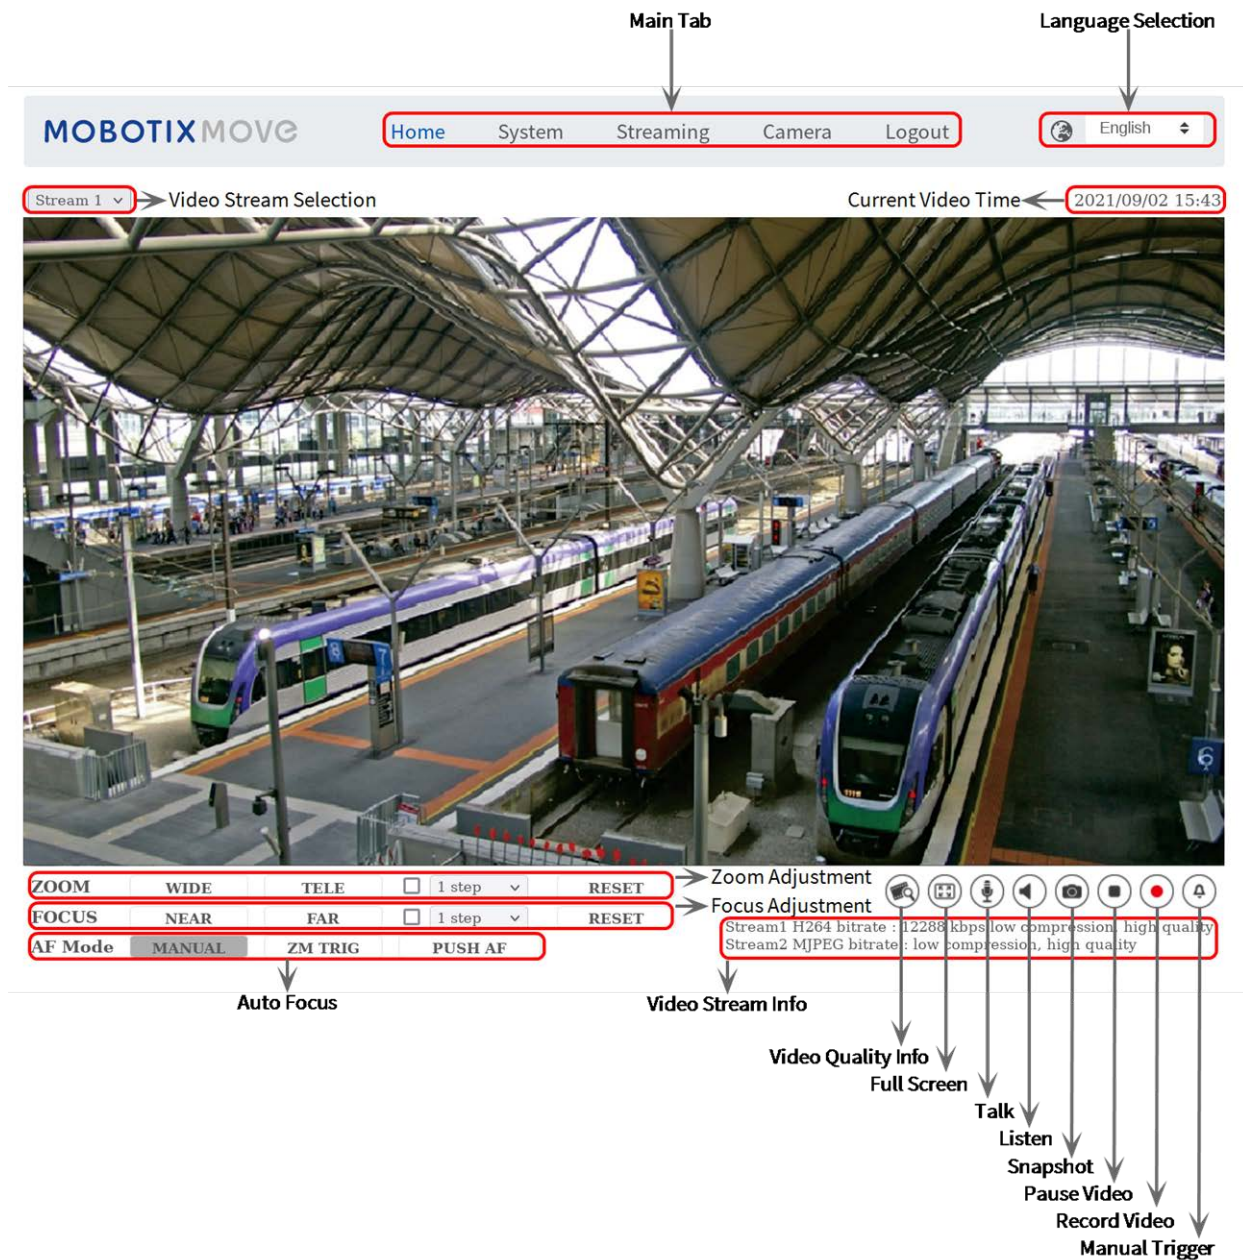 Main Tab
Language Selection
MOBOTIX MOVE
Home System Streaming Camera Logout
English
Stream 1
Video Stream Selection
Current Video Time
2021/09/02 15:43
8 7
6
ZOOM WIDE TELE 1 step RESET
Zoom Adjustment
FOCUS NEAR FAR 1 step RESET
Focus Adjustment
Stream1 H264 bitrate : 12288 kbps low compression, high quality
Stream2 MJPEG bitrate : low compression, high quality
AF Mode MANUAL ZM TRIG PUSH AF
Auto Focus
Video Stream Info
Video Quality Info
Full Screen
Talk
Listen
Snapshot
Pause Video
Record Video
Manual Trigger